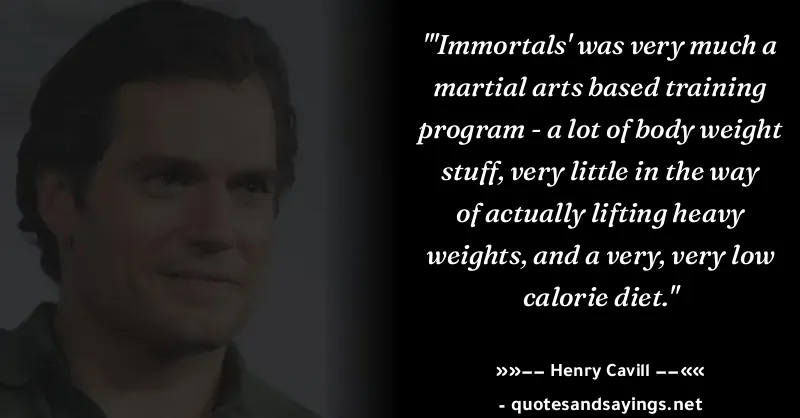 "'Immortals' was very much a
martial arts based training
program - a lot of body weight
stuff, very little in the way
of actually lifting heavy
weights, and a very, very low
calorie diet."
»»−− Henry Cavill −−««
- quotesandsayings.net